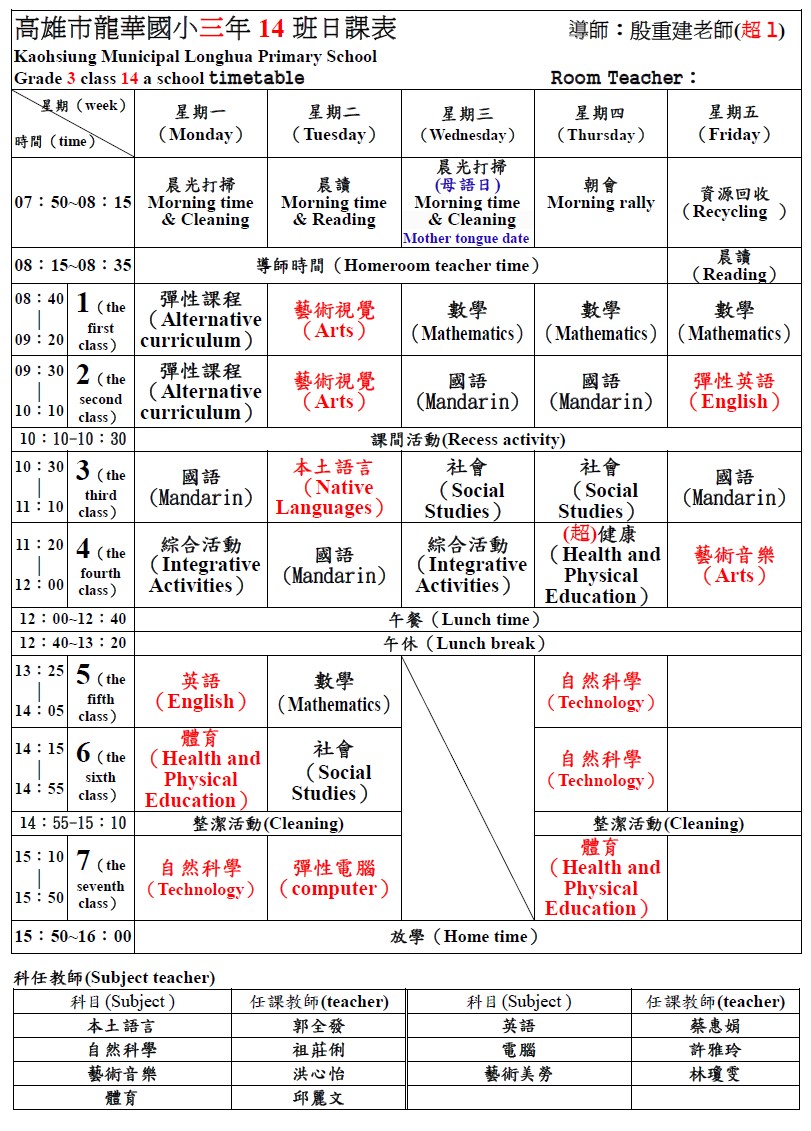 高雄市龍華國小三年 14 班日課表 導師：殷重建老師(超 1)
Kaohsiung Municipal Longhua Primary School
Grade 3 class 14 a school timetable Room Teacher：
星期（week）
時間（time）
星期一
（Monday）
星期二
（Tuesday）
星期三
（Wednesday）
星期四
（Thursday）
星期五
（Friday）
07：50~08：15
晨光打掃
Morning time
& Cleaning
晨讀
Morning time
& Reading
晨光打掃
(母語日)
Morning time
& Cleaning
Mother tongue date
朝會
Morning rally
資源回收
（Recycling ）
08：15~08：35
導師時間（Homeroom teacher time）
晨讀
（Reading）
08：40
|
09：20
1（the
first
class）
彈性課程
（Alternative
curriculum）
藝術視覺
（Arts）
數學
（Mathematics）
數學
（Mathematics）
數學
（Mathematics）
09：30
|
10：10
2（the
second
class）
彈性課程
（Alternative
curriculum）
藝術視覺
（Arts）
國語
（Mandarin）
國語
（Mandarin）
彈性英語
（English）
10：10-10：30
課間活動(Recess activity)
10：30
|
11：10
3（the
third
class）
國語
（Mandarin）
本土語言
（Native
Languages）
社會
（Social
Studies）
社會
（Social
Studies）
國語
（Mandarin）
11：20
|
12：00
4（the
fourth
class）
綜合活動
（Integrative
Activities）
國語
（Mandarin）
綜合活動
（Integrative
Activities）
(超)健康
（Health and
Physical
Education）
藝術音樂
（Arts）
12：00~12：40
午餐（Lunch time）
12：40~13：20
午休（Lunch break）
13：25
|
14：05
5（the
fifth
class）
英語
（English）
數學
（Mathematics）
自然科學
（Technology）
14：15
|
14：55
6（the
sixth
class）
體育
（Health and
Physical
Education）
社會
（Social
Studies）
自然科學
（Technology）
14：55-15：10
整潔活動(Cleaning)
整潔活動(Cleaning)
15：10
|
15：50
7（the
seventh
class）
自然科學
（Technology）
彈性電腦
（computer）
體育
（Health and
Physical
Education）
15：50~16：00
放學（Home time）
科任教師(Subject teacher)
科目(Subject ) 任課教師(teacher) 科目(Subject ) 任課教師(teacher)
本土語言 郭全發 英語 蔡惠娟
自然科學 祖莊俐 電腦 許雅玲
藝術音樂 洪心怡 藝術美勞 林瓊雯
體育 邱麗文